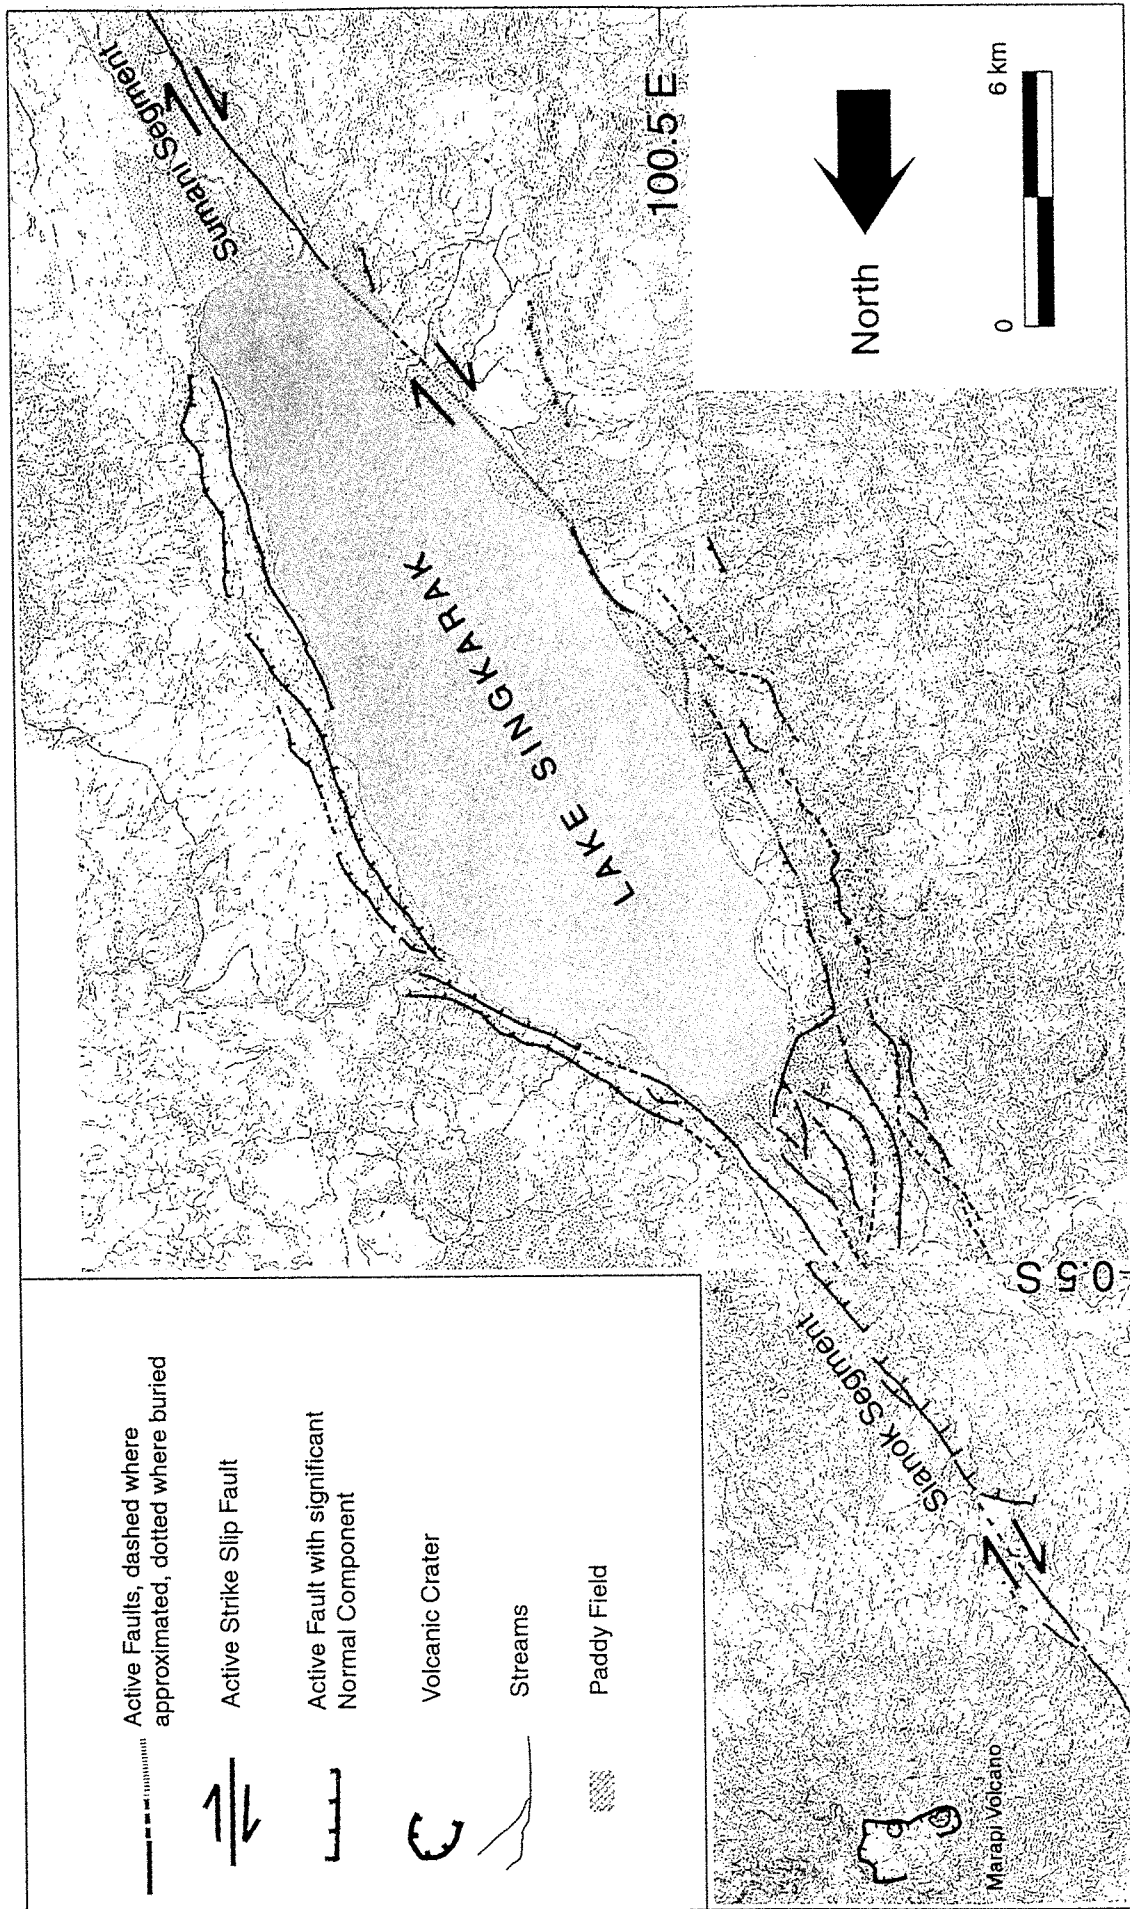 Active Faults, dashed where
approximated, dotted where buried
Active Strike Slip Fault
Active Fault with significant
Normal Component
Volcanic Crater
Streams
Paddy Field
Marapi Volcano
Sianok Segment
0.5 S
LAKE SINGKARAK
Sumani Segment
100.5 E
North
0
6 km